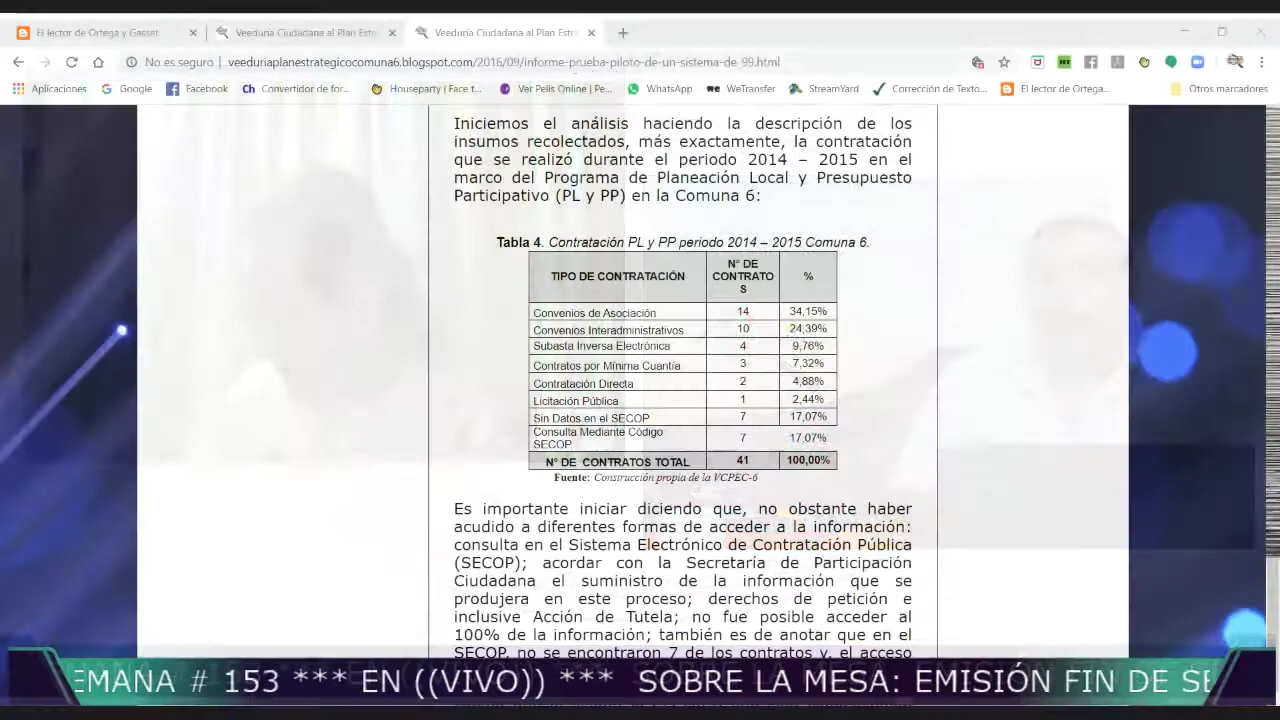 El lector de Ortega y Gasset × Veeduria Ciudadana al Plan Estra × Veeduria Ciudadana al Plan Estra × +
No es seguro | veeduriaplanestrategicocomuna6.blogspot.com/2016/09/informe-prueba-piloto-de-un-sistema-de_99.html
Aplicaciones Google Facebook Convertidor de for... Houseparty | Face t... Ver Pelis Online | Pe... WhatsApp WeTransfer StreamYard Corrección de Texto... El lector de Ortega... Otros marcadores
Iniciemos el análisis haciendo la descripción de los
insumos recolectados, más exactamente, la contratación
que se realizó durante el periodo 2014 – 2015 en el
marco del Programa de Planeación Local y Presupuesto
Participativo (PL y PP) en la Comuna 6:
Tabla 4. Contratación PL y PP periodo 2014 – 2015 Comuna 6.
TIPO DE CONTRATACIÓN N° DE CONTRATOS %
Convenios de Asociación 14 34,15%
Convenios Interadministrativos 10 24,39%
Subasta Inversa Electrónica 4 9,76%
Contratos por Mínima Cuantía 3 7,32%
Contratación Directa 2 4,88%
Licitación Pública 1 2,44%
Sin Datos en el SECOP 7 17,07%
Consulta Mediante Código
SECOP 7 17,07%
N° DE CONTRATOS TOTAL 41 100,00%
Fuente: Construcción propia de la VCPEC-6
Es importante iniciar diciendo que, no obstante haber
acudido a diferentes formas de acceder a la información:
consulta en el Sistema Electrónico de Contratación Pública
(SECOP); acordar con la Secretaría de Participación
Ciudadana el suministro de la información que se
produjera en este proceso; derechos de petición e
inclusive Acción de Tutela; no fue posible acceder al
100% de la información; también es de anotar que en el
SECOP, no se encontraron 7 de los contratos y, el acceso
EMANA # 153 *** EN ((VIVO)) *** SOBRE LA MESA: EMISIÓN FIN DE SE